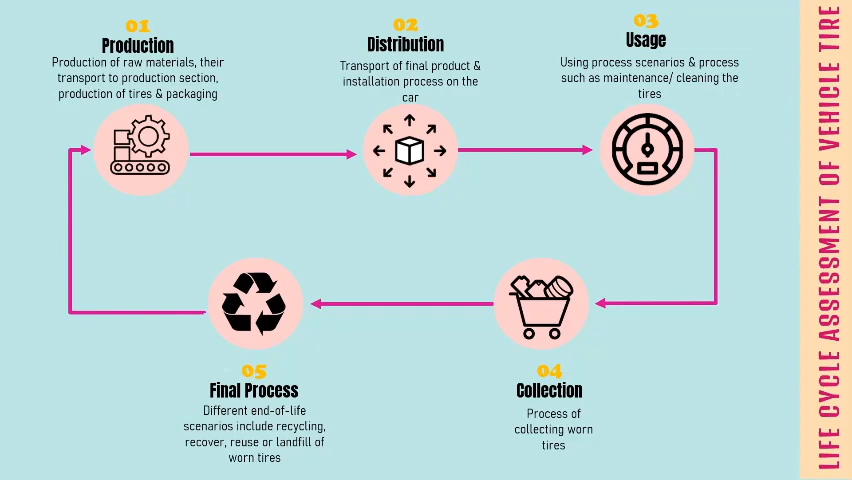 01
Production
Production of raw materials, their
transport to production section,
production of tires & packaging
02
Distribution
Transport of final product &
installation process on the
car
03
Usage
Using process scenarios & process
such as maintenance/ cleaning the
tires
04
Collection
Process of
collecting worn
tires
05
Final Process
Different end-of-life
scenarios include recycling,
recover, reuse or landfill of
worn tires
LIFE CYCLE ASSESSMENT OF VEHICLE TIRE